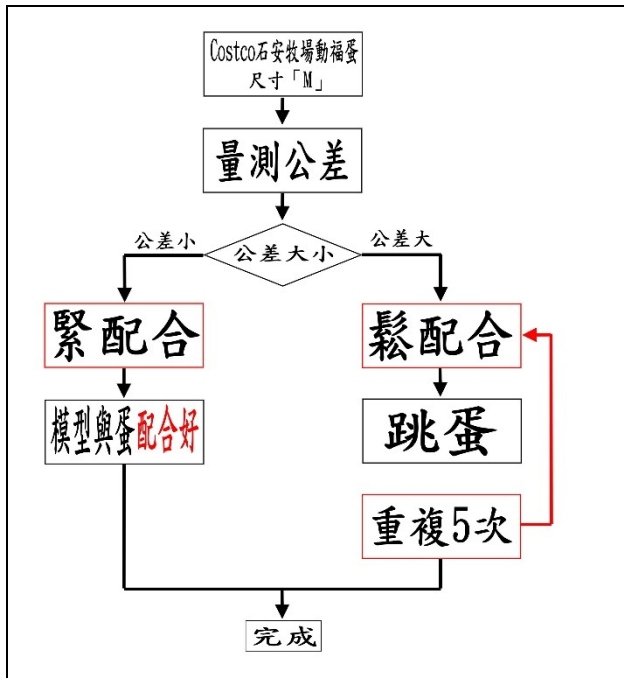 Costco石安牧場動福蛋
尺寸「M」
量測公差
公差小
公差大小
公差大
緊配合
鬆配合
模型與蛋配合好
跳蛋
重複5次
完成